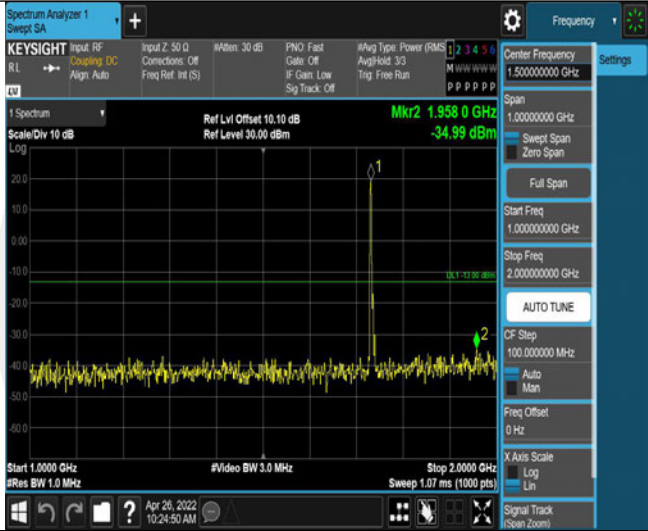 Spectrum Analyzer 1
Swept SA
+
Frequency
KEYSIGHT
RL
Input: RF
Coupling: DC
Align: Auto
Input Z: 50 Ω
Corrections: Off
Freq Ref: Int (S)
#Atten: 30 dB
PNO: Fast
Gate: Off
IF Gain: Low
Sig Track: Off
#Avg Type: Power (RMS
Avg|Hold: 3/3
Trig: Free Run
1 2 3 4 5 6
M W W W W W
P P P P P P
LV
1 Spectrum
Scale/Div 10 dB
Log
Ref Lvl Offset 10.10 dB
Ref Level 30.00 dBm
Mkr2 1.958 0 GHz
-34.99 dBm
1
20.0
10.0
0.00
-10.0
DL1 -13.00 dBm
-20.0
-30.0
2
-40.0
-50.0
-60.0
Start 1.0000 GHz
#Res BW 1.0 MHz
#Video BW 3.0 MHz
Stop 2.0000 GHz
Sweep 1.07 ms (1000 pts)
?
Apr 26, 2022
10:24:50 AM
Center Frequency
1.500000000 GHz
Span
1.00000000 GHz
Swept Span
Zero Span
Full Span
Start Freq
1.000000000 GHz
Stop Freq
2.000000000 GHz
AUTO TUNE
CF Step
100.000000 MHz
Auto
Man
Freq Offset
0 Hz
X Axis Scale
Log
Lin
Signal Track
(Span Zoom)
Settings